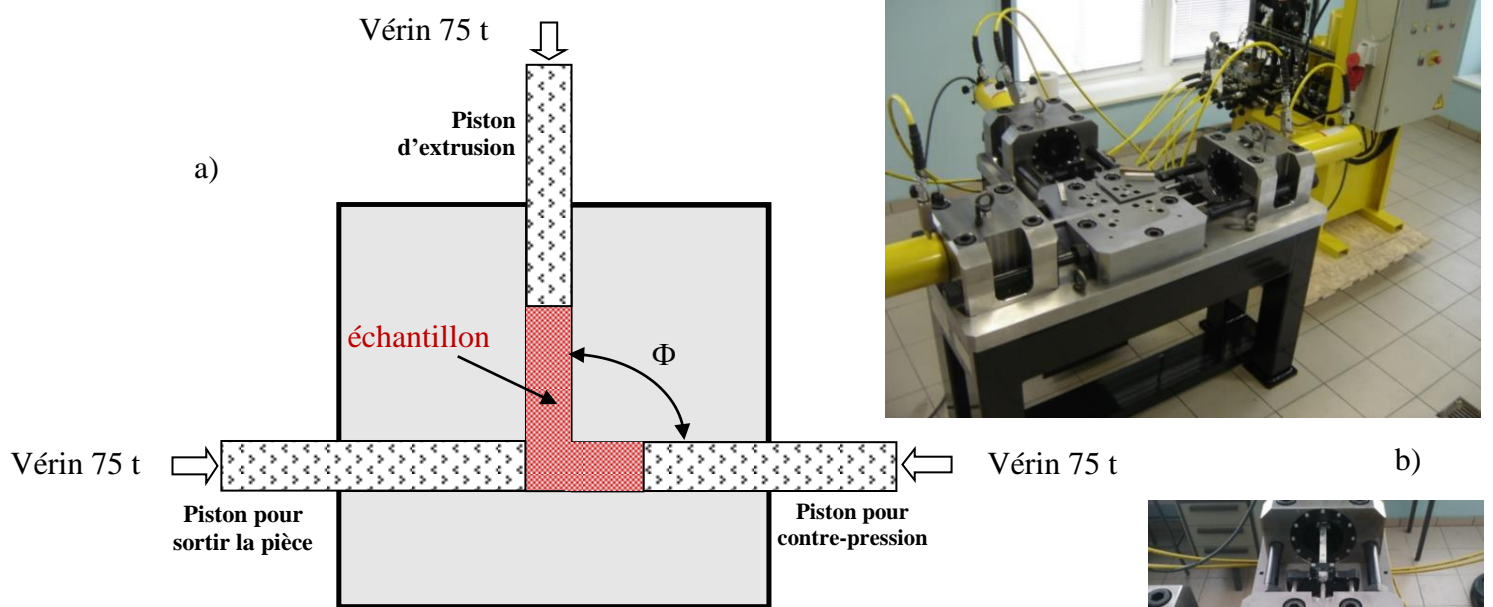 Vérin 75 t
Piston
d’extrusion
a)
échantillon
Φ
Vérin 75 t
Vérin 75 t
b)
Piston pour
sortir la pièce
Piston pour
contre-pression